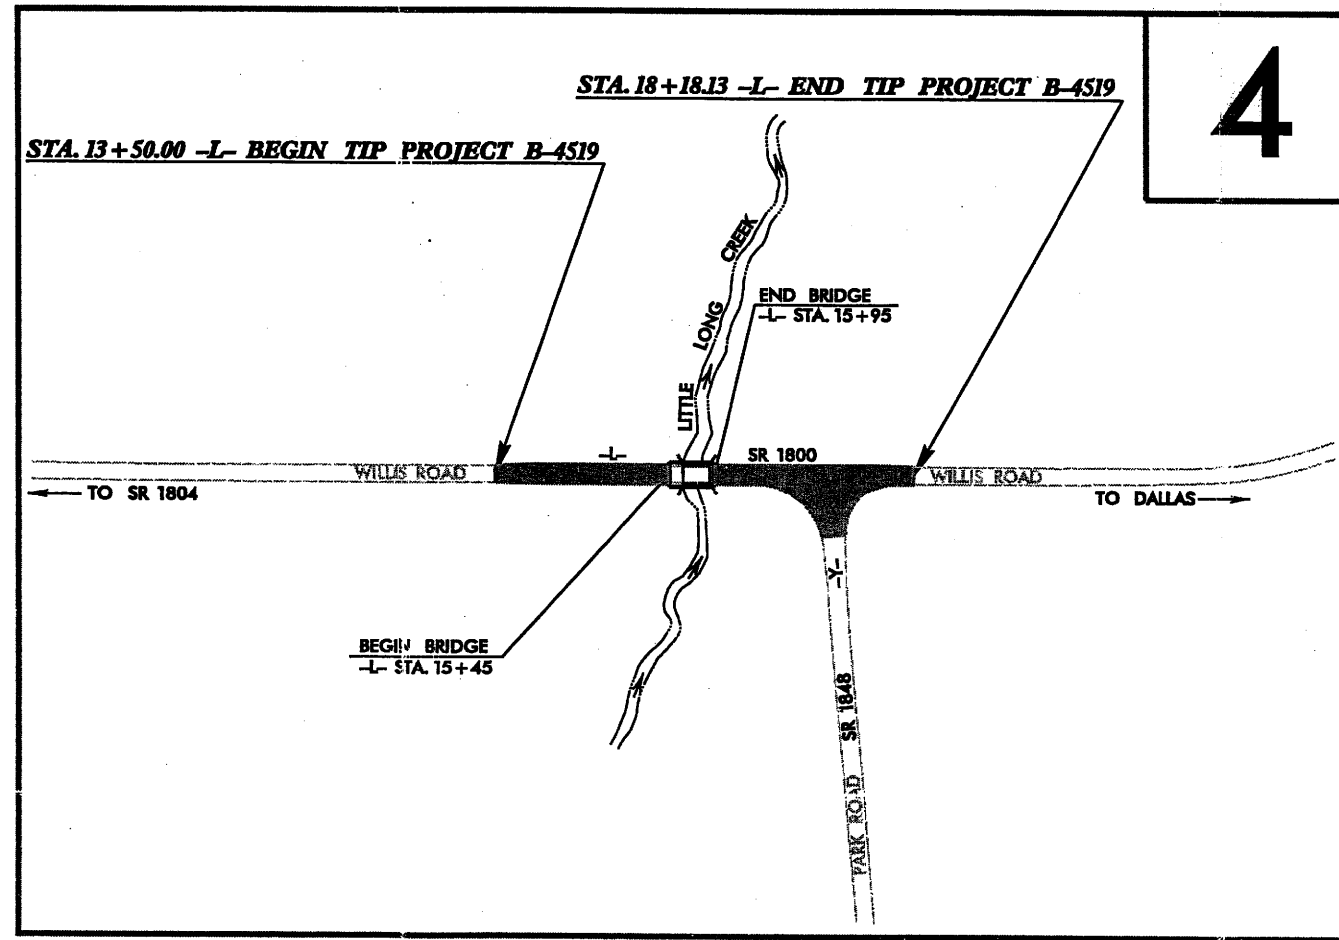 4
STA. 18+18.13 -L- END TIP PROJECT B-4519
STA. 13+50.00 -L- BEGIN TIP PROJECT B-4519
LITTLE LONG CREEK
END BRIDGE
-L- STA. 15+95
-L-
SR 1800
WILLIS ROAD
WILLIS ROAD
TO SR 1804
TO DALLAS
BEGIN BRIDGE
-L- STA. 15+45
-Y-
SR 1848
PARK ROAD